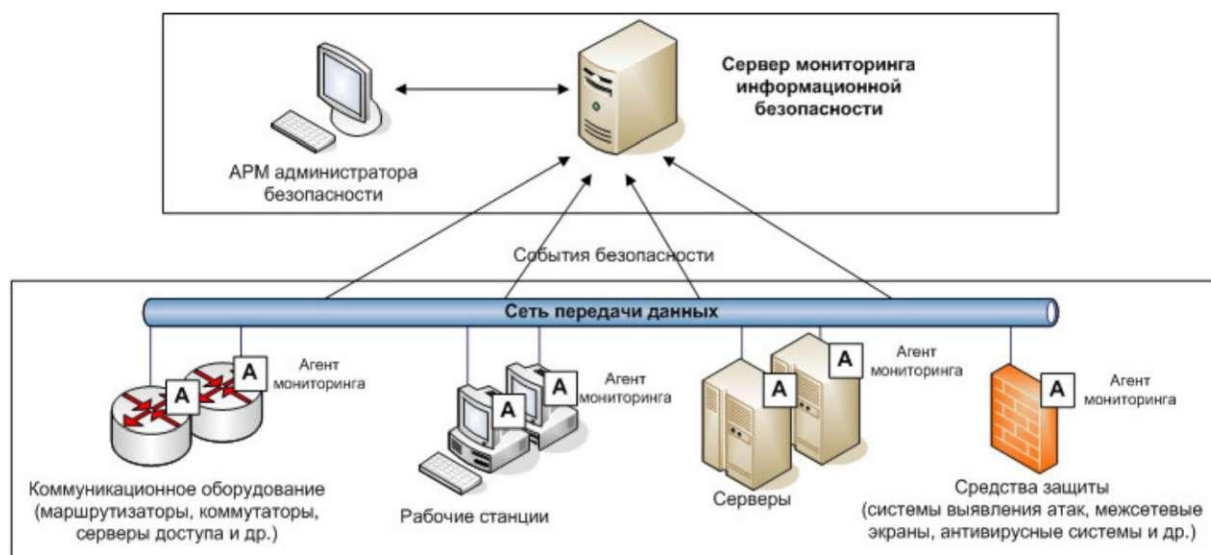 Сервер мониторинга
информационной
безопасности
АРМ администратора
безопасности
События безопасности
Сеть передачи данных
А
А
Агент
мониторинга
А
А
Агент
мониторинга
А
А
Агент
мониторинга
А
Агент
мониторинга
Коммуникационное оборудование
(маршрутизаторы, коммутаторы,
серверы доступа и др.)
Рабочие станции
Серверы
Средства защиты
(системы выявления атак, межсетевые
экраны, антивирусные системы и др.)